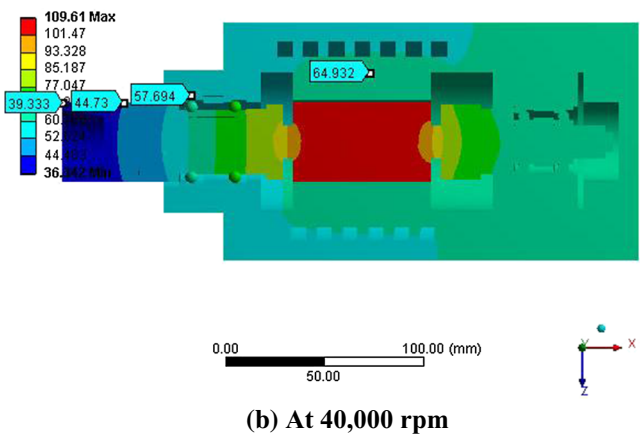 109.61 Max
101.47
93.328
85.187
77.047
39.333
44.73
57.694
64.932
36.342 Min
0.00
100.00 (mm)
50.00
X
Y
Z
(b) At 40,000 rpm